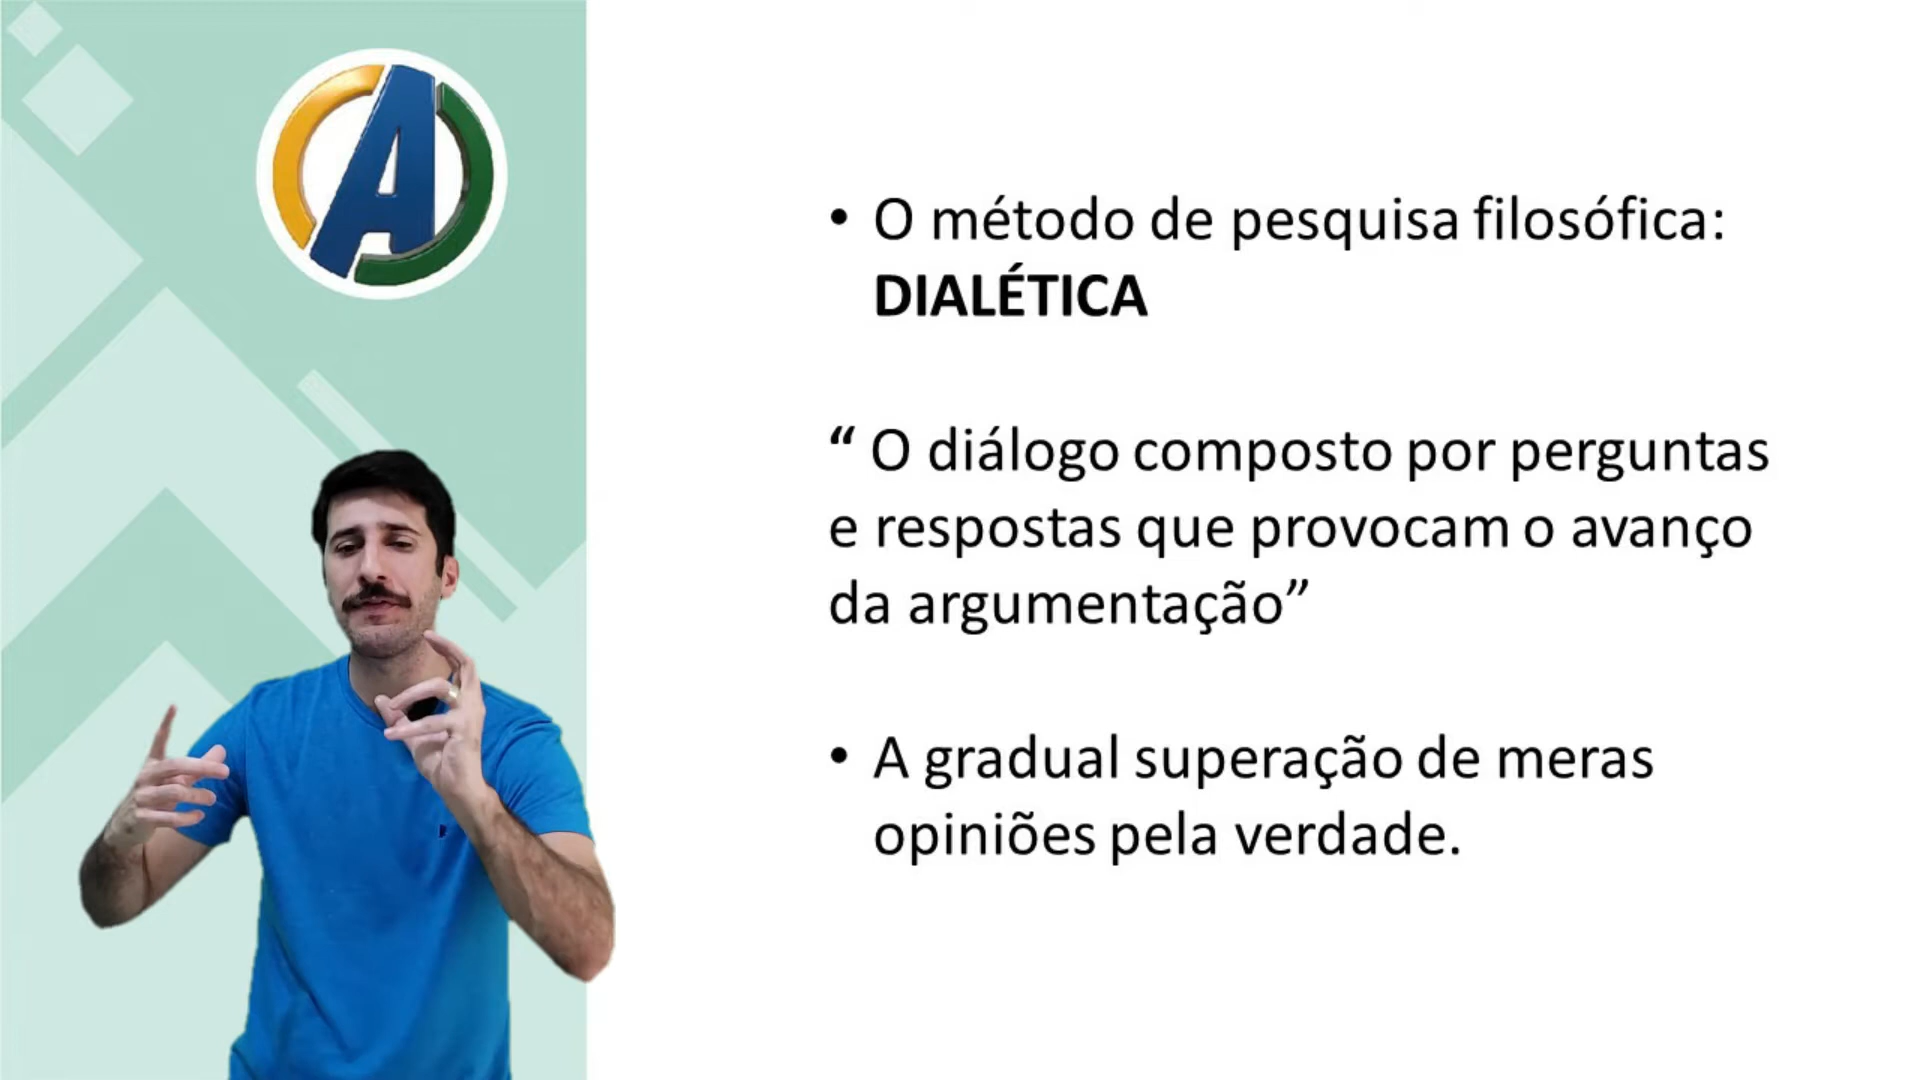 A
• O método de pesquisa filosófica:
DIALÉTICA
“ O diálogo composto por perguntas
e respostas que provocam o avanço
da argumentação”
• A gradual superação de meras
opiniões pela verdade.